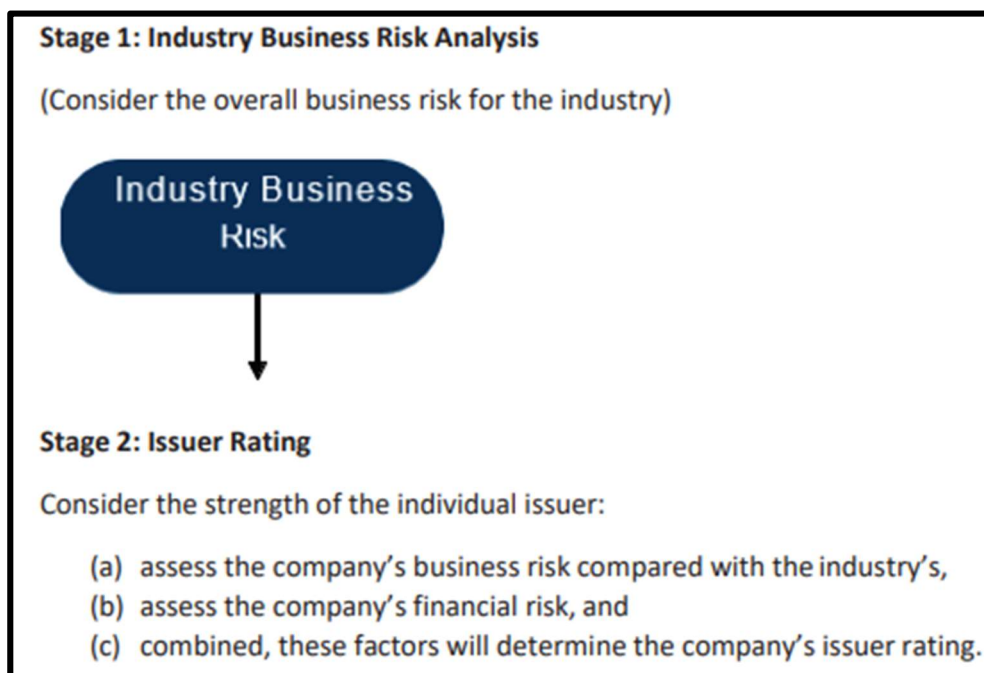 Stage 1: Industry Business Risk Analysis
(Consider the overall business risk for the industry)
Industry Business
Risk
Stage 2: Issuer Rating
Consider the strength of the individual issuer:
(a) assess the company's business risk compared with the industry's,
(b) assess the company's financial risk, and
(c) combined, these factors will determine the company's issuer rating.